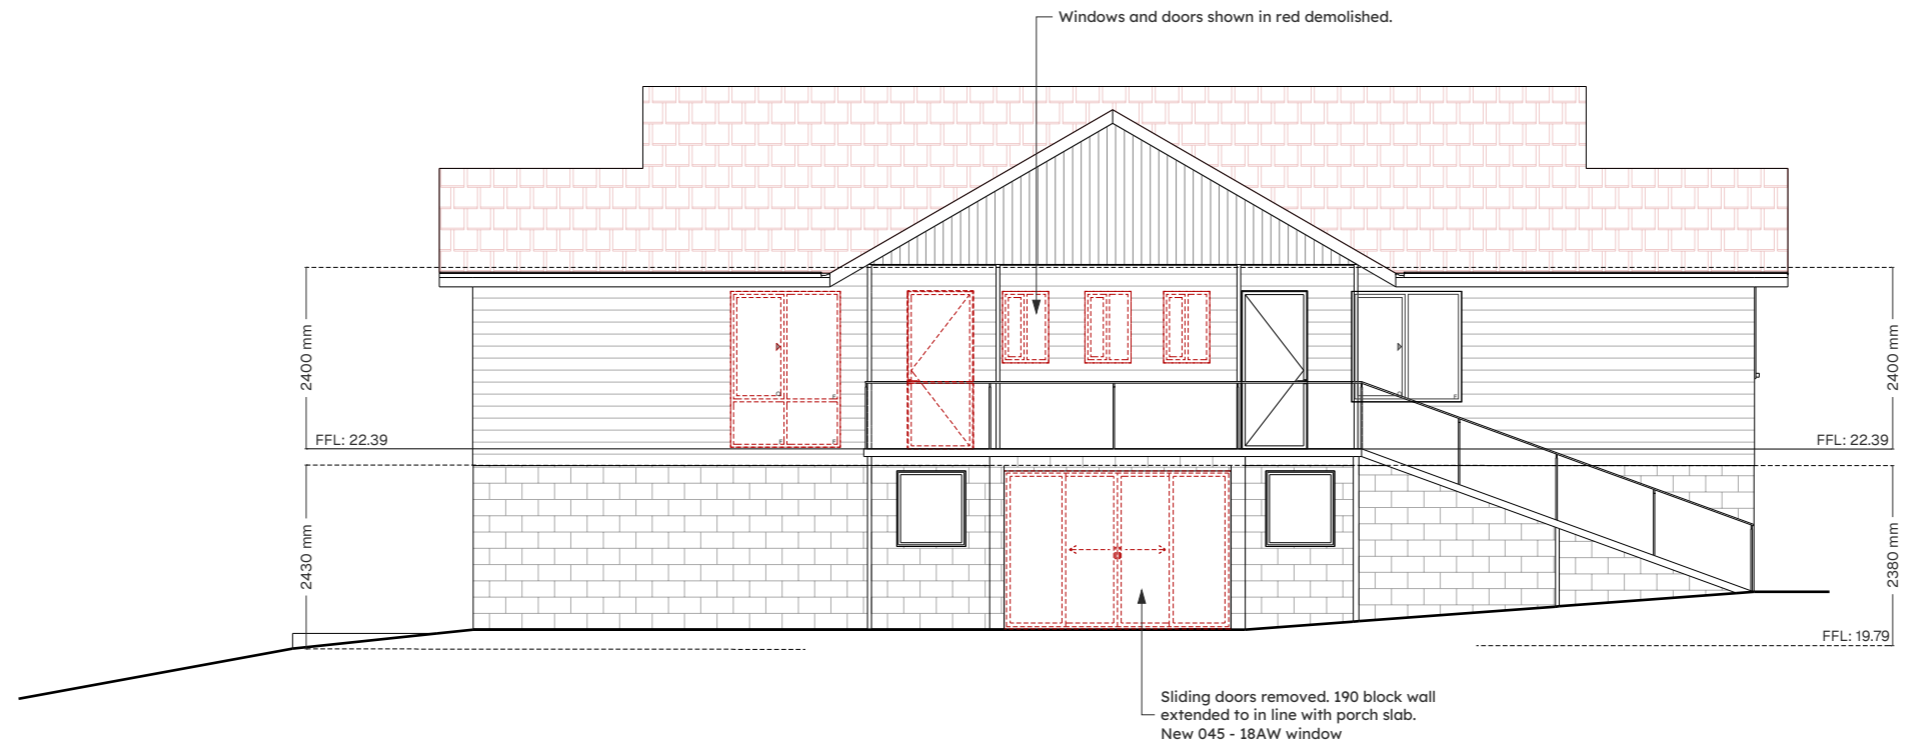 Windows and doors shown in red demolished.
2400 mm
2400 mm
FFL: 22.39
FFL: 22.39
2430 mm
2380 mm
FFL: 19.79
Sliding doors removed. 190 block wall
extended to in line with porch slab.
New 045 - 18AW window